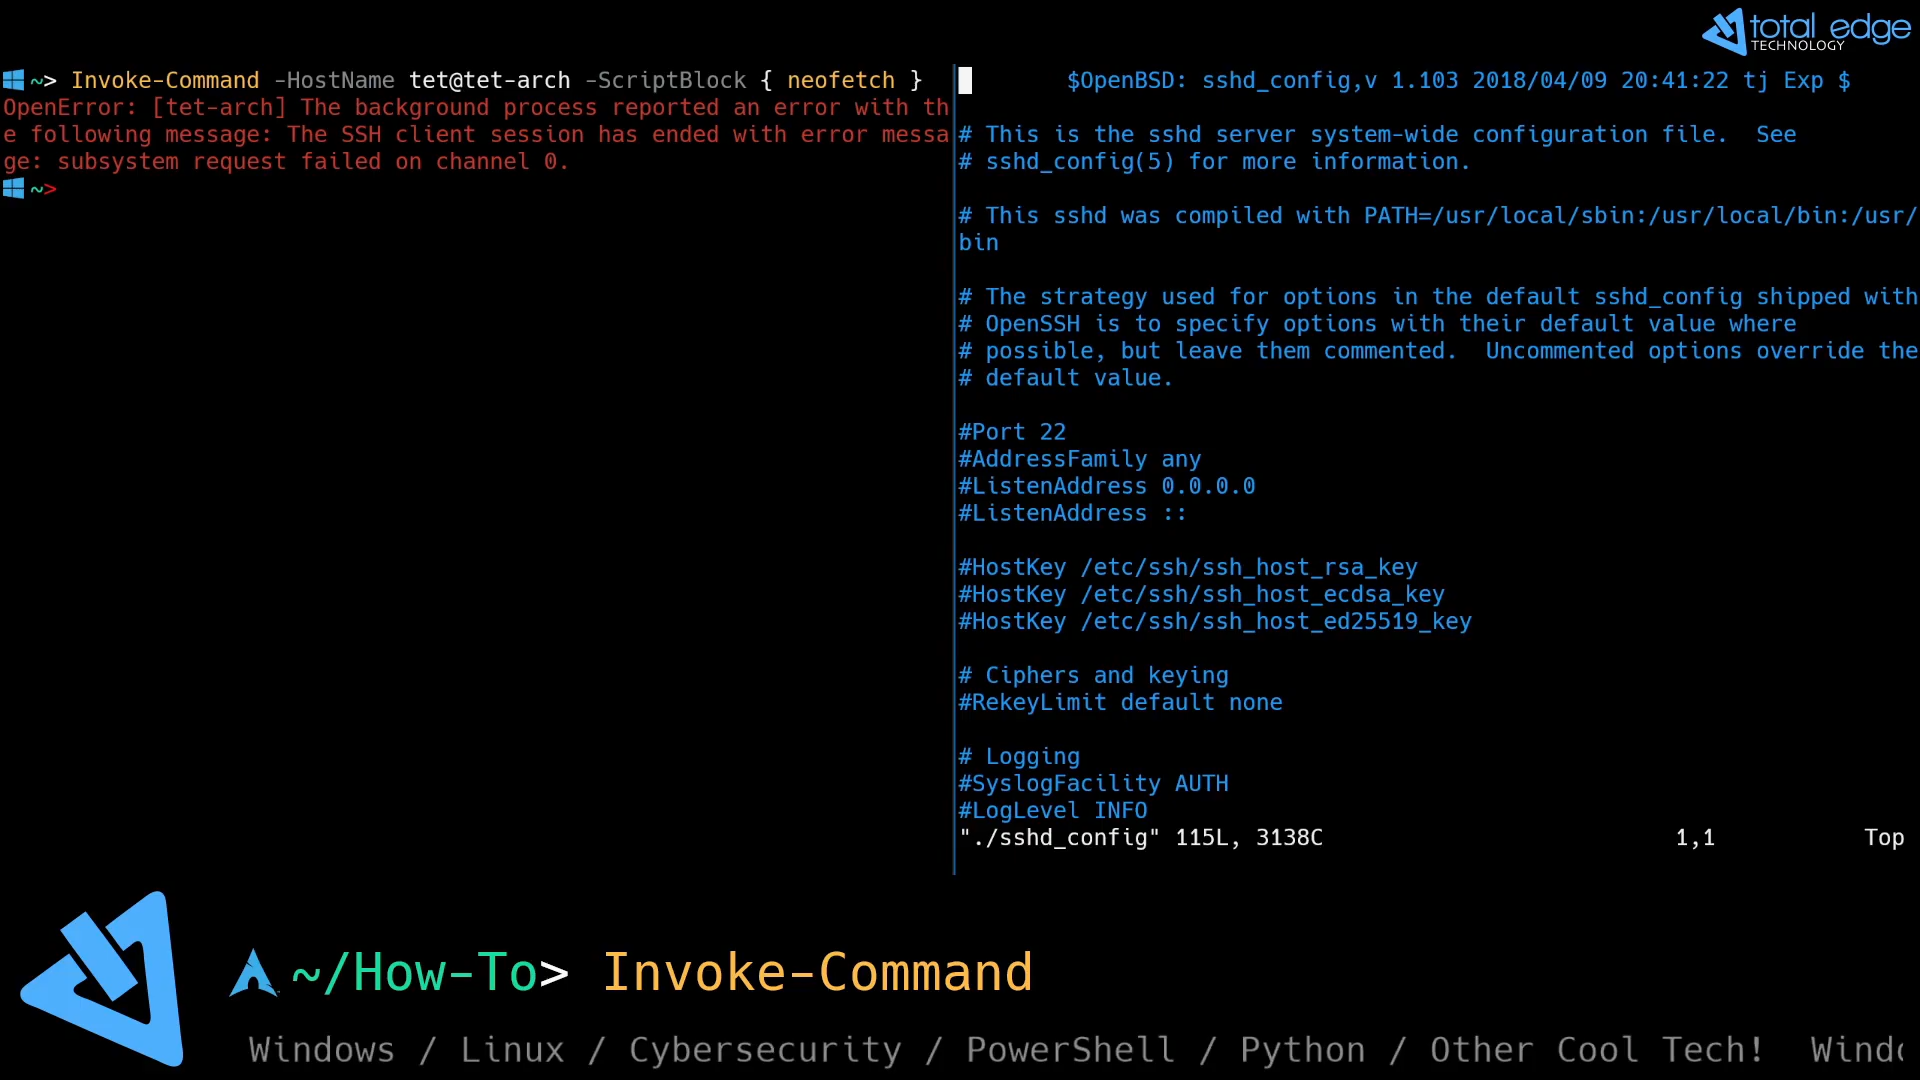 total edge
TECHNOLOGY
~> Invoke-Command -HostName tet@tet-arch -ScriptBlock { neofetch }
OpenError: [tet-arch] The background process reported an error with th
e following message: The SSH client session has ended with error messa
ge: subsystem request failed on channel 0.
~>
$OpenBSD: sshd_config,v 1.103 2018/04/09 20:41:22 tj Exp $
# This is the sshd server system-wide configuration file.  See
# sshd_config(5) for more information.
# This sshd was compiled with PATH=/usr/local/sbin:/usr/local/bin:/usr/
bin
# The strategy used for options in the default sshd_config shipped with
# OpenSSH is to specify options with their default value where
# possible, but leave them commented.  Uncommented options override the
# default value.
#Port 22
#AddressFamily any
#ListenAddress 0.0.0.0
#ListenAddress ::
#HostKey /etc/ssh/ssh_host_rsa_key
#HostKey /etc/ssh/ssh_host_ecdsa_key
#HostKey /etc/ssh/ssh_host_ed25519_key
# Ciphers and keying
#RekeyLimit default none
# Logging
#SyslogFacility AUTH
#LogLevel INFO
"./sshd_config" 115L, 3138C 1,1 Top
~/How-To> Invoke-Command
Windows / Linux / Cybersecurity / PowerShell / Python / Other Cool Tech!  Windo